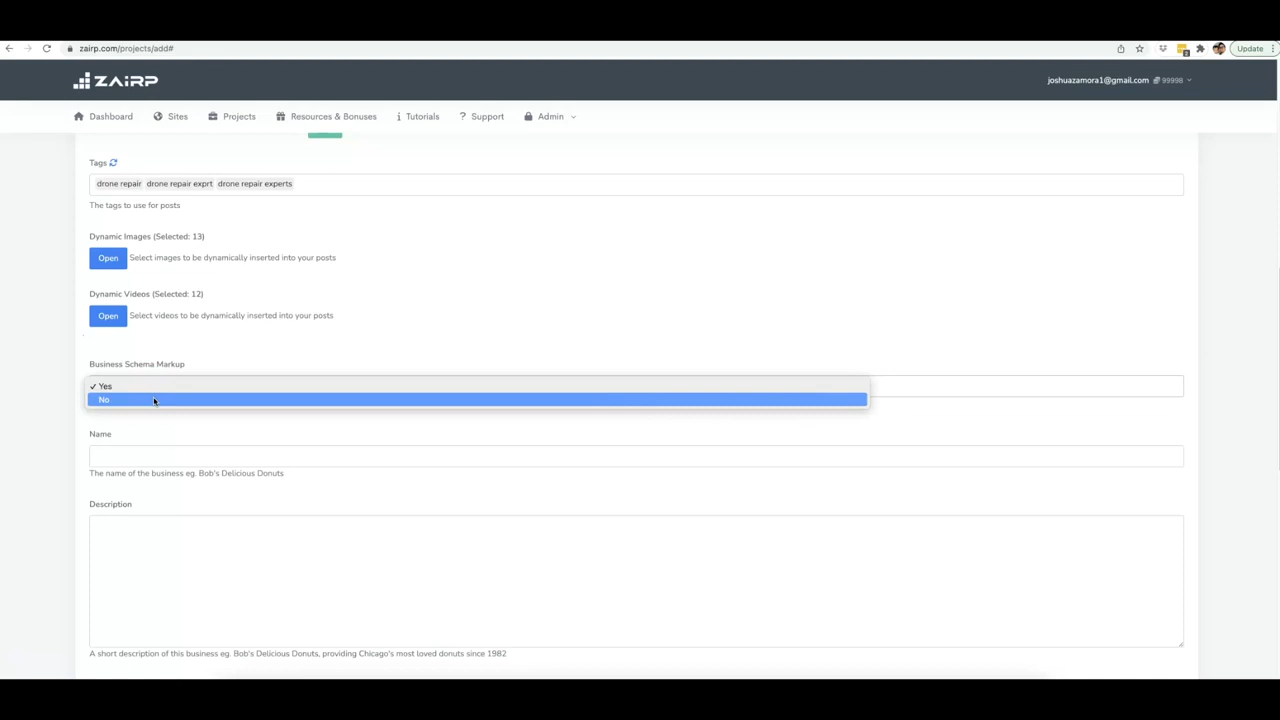 zairp.com/projects/add#
Update
ZAIRP
joshuazamora1@gmail.com 99998
Dashboard Sites Projects Resources & Bonuses Tutorials Support Admin
Tags
drone repair drone repair exprt drone repair experts
The tags to use for posts
Dynamic Images (Selected: 13)
Open Select images to be dynamically inserted into your posts
Dynamic Videos (Selected: 12)
Open Select videos to be dynamically inserted into your posts
Business Schema Markup
✓ Yes
No
Name
The name of the business eg. Bob's Delicious Donuts
Description
A short description of this business eg. Bob's Delicious Donuts, providing Chicago's most loved donuts since 1982